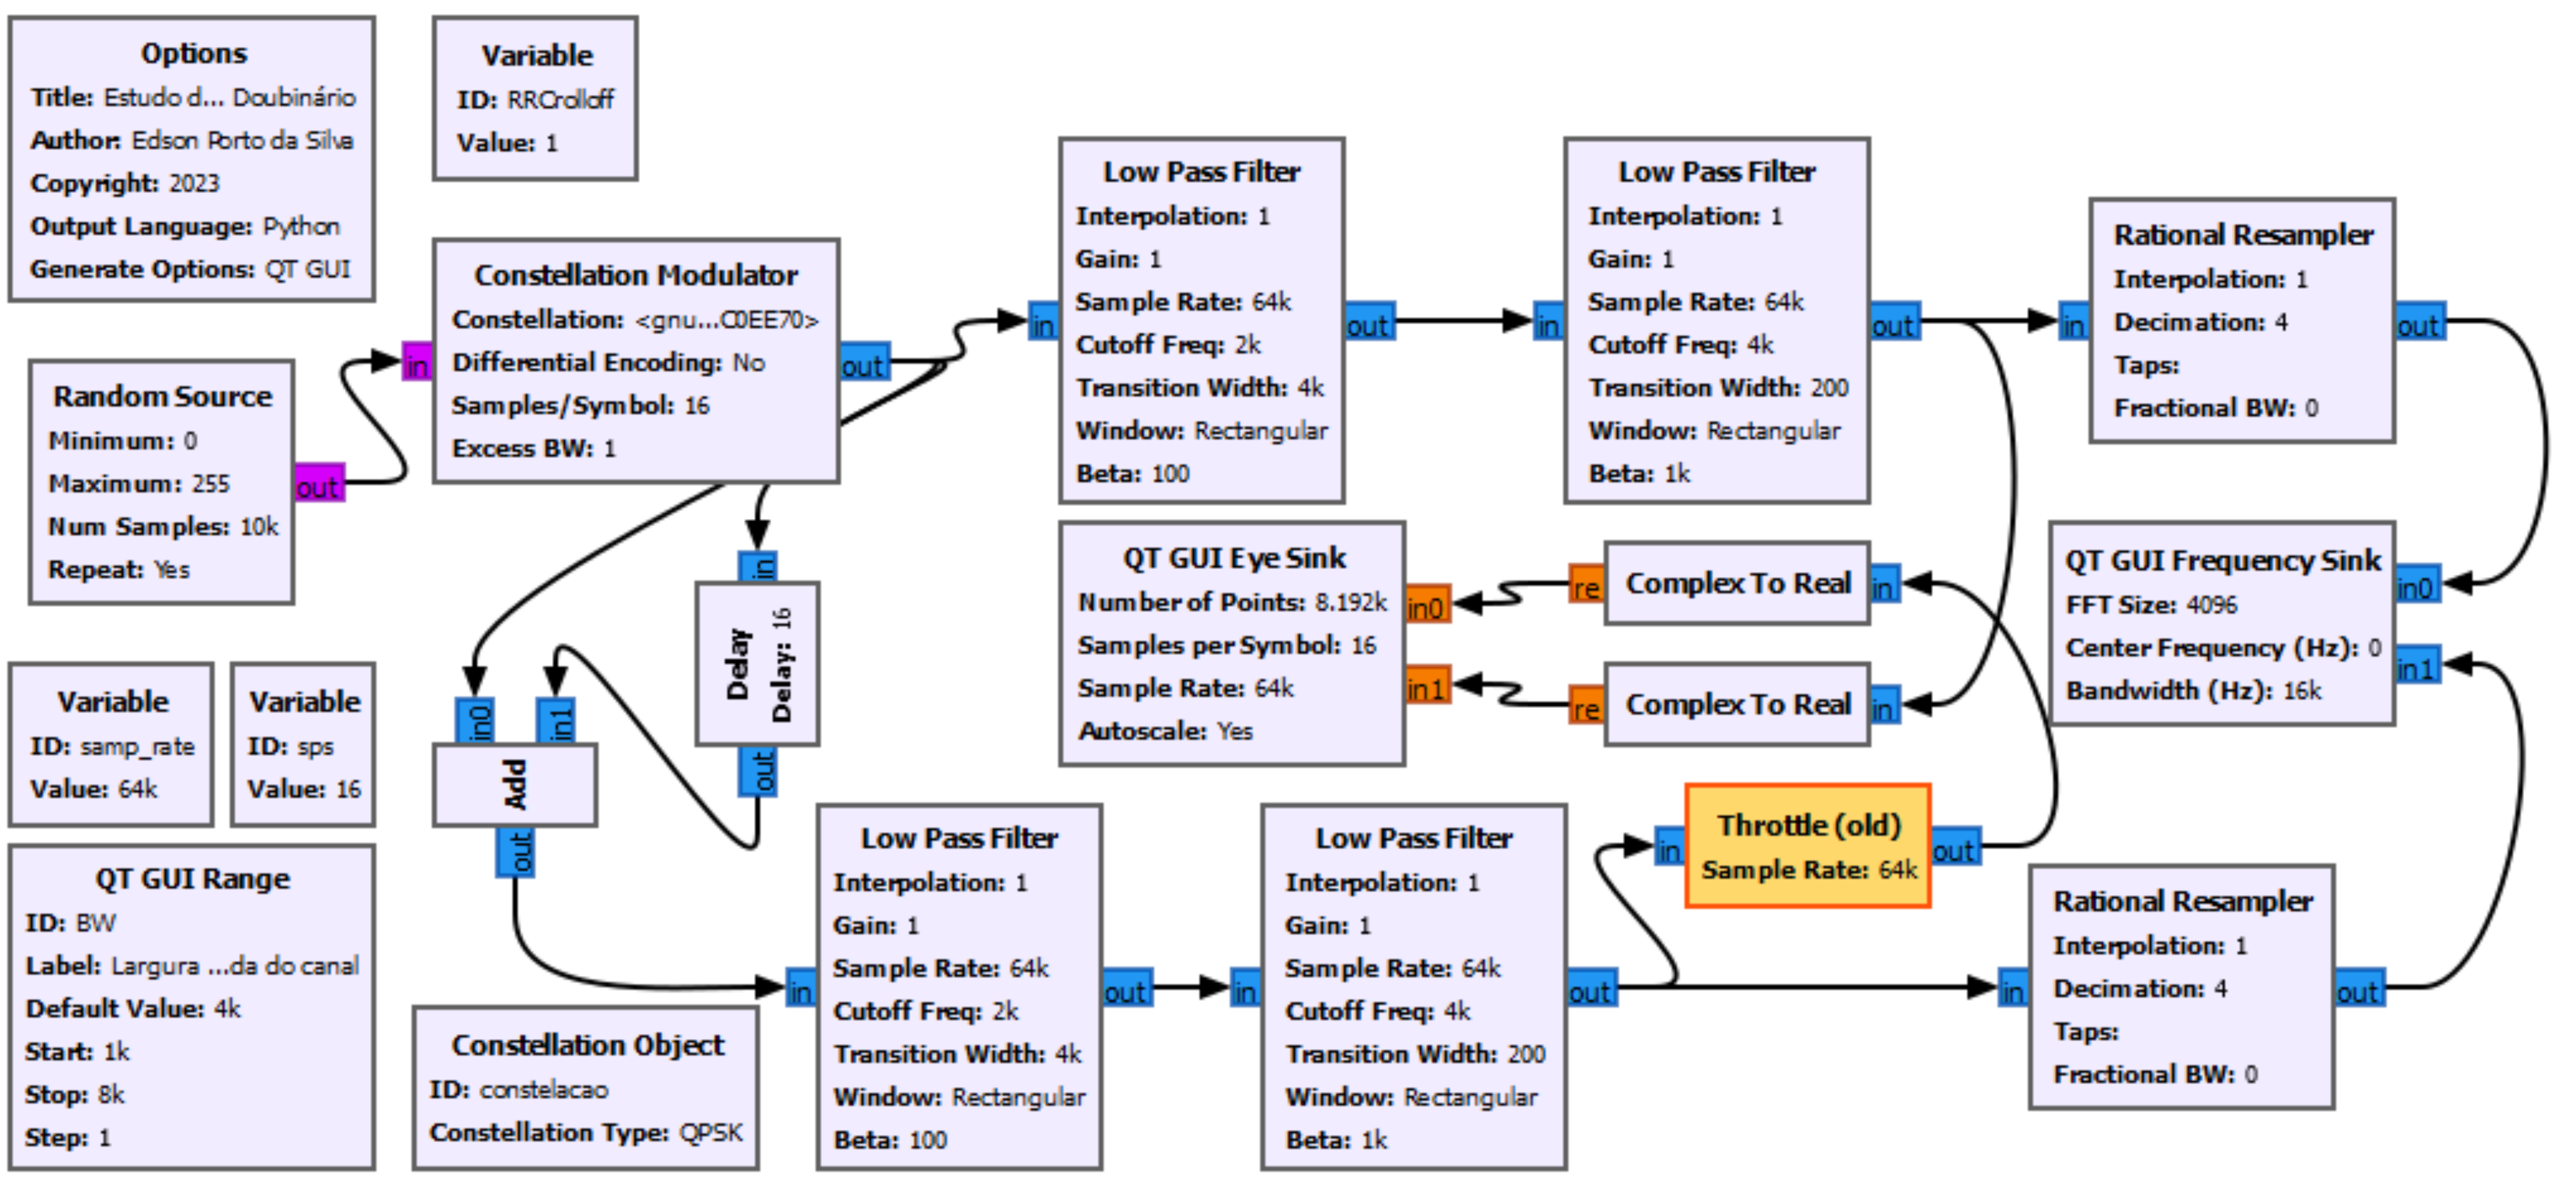 Options
Title: Estudo d... Doubinário
Author: Edson Porto da Silva
Copyright: 2023
Output Language: Python
Generate Options: QT GUI
Variable
ID: RRCrolloff
Value: 1
Constellation Modulator
Constellation: <gnu...C0EE70>
Differential Encoding: No
Samples/Symbol: 16
Excess BW: 1
in
out
Random Source
Minimum: 0
Maximum: 255
Num Samples: 10k
Repeat: Yes
out
Low Pass Filter
Interpolation: 1
Gain: 1
Sample Rate: 64k
Cutoff Freq: 2k
Transition Width: 4k
Window: Rectangular
Beta: 100
in
out
Low Pass Filter
Interpolation: 1
Gain: 1
Sample Rate: 64k
Cutoff Freq: 4k
Transition Width: 200
Window: Rectangular
Beta: 1k
in
out
Rational Resampler
Interpolation: 1
Decimation: 4
Taps:
Fractional BW: 0
in
out
QT GUI Eye Sink
Number of Points: 8.192k
Samples per Symbol: 16
Sample Rate: 64k
Autoscale: Yes
in0
in1
re
Complex To Real
in
re
Complex To Real
in
QT GUI Frequency Sink
FFT Size: 4096
Center Frequency (Hz): 0
Bandwidth (Hz): 16k
in0
in1
in
Delay
Delay: 16
out
in0
in1
Add
out
Variable
ID: samp_rate
Value: 64k
Variable
ID: sps
Value: 16
QT GUI Range
ID: BW
Label: Largura ...da do canal
Default Value: 4k
Start: 1k
Stop: 8k
Step: 1
Constellation Object
ID: constelacao
Constellation Type: QPSK
Low Pass Filter
Interpolation: 1
Gain: 1
Sample Rate: 64k
Cutoff Freq: 2k
Transition Width: 4k
Window: Rectangular
Beta: 100
in
out
Low Pass Filter
Interpolation: 1
Gain: 1
Sample Rate: 64k
Cutoff Freq: 4k
Transition Width: 200
Window: Rectangular
Beta: 1k
in
out
Throttle (old)
Sample Rate: 64k
in
out
Rational Resampler
Interpolation: 1
Decimation: 4
Taps:
Fractional BW: 0
in
out